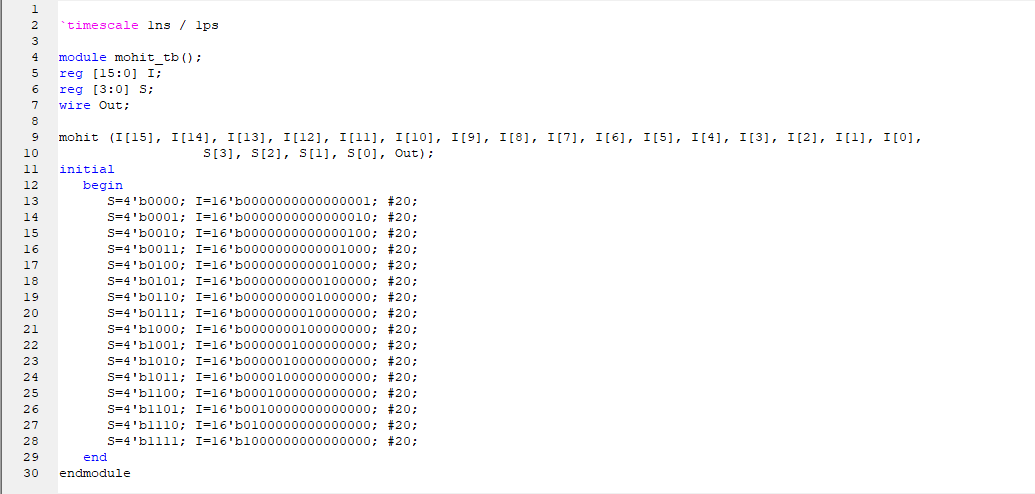 1
2 `timescale 1ns / 1ps
3
4 module mohit_tb();
5 reg [15:0] I;
6 reg [3:0] S;
7 wire Out;
8
9 mohit (I[15], I[14], I[13], I[12], I[11], I[10], I[9], I[8], I[7], I[6], I[5], I[4], I[3], I[2], I[1], I[0],
10 S[3], S[2], S[1], S[0], Out);
11 initial
12 begin
13 S=4'b0000; I=16'b0000000000000001; #20;
14 S=4'b0001; I=16'b0000000000000010; #20;
15 S=4'b0010; I=16'b0000000000000100; #20;
16 S=4'b0011; I=16'b0000000000001000; #20;
17 S=4'b0100; I=16'b0000000000010000; #20;
18 S=4'b0101; I=16'b0000000000100000; #20;
19 S=4'b0110; I=16'b0000000001000000; #20;
20 S=4'b0111; I=16'b0000000010000000; #20;
21 S=4'b1000; I=16'b0000000100000000; #20;
22 S=4'b1001; I=16'b0000001000000000; #20;
23 S=4'b1010; I=16'b0000010000000000; #20;
24 S=4'b1011; I=16'b0000100000000000; #20;
25 S=4'b1100; I=16'b0001000000000000; #20;
26 S=4'b1101; I=16'b0010000000000000; #20;
27 S=4'b1110; I=16'b0100000000000000; #20;
28 S=4'b1111; I=16'b1000000000000000; #20;
29 end
30 endmodule